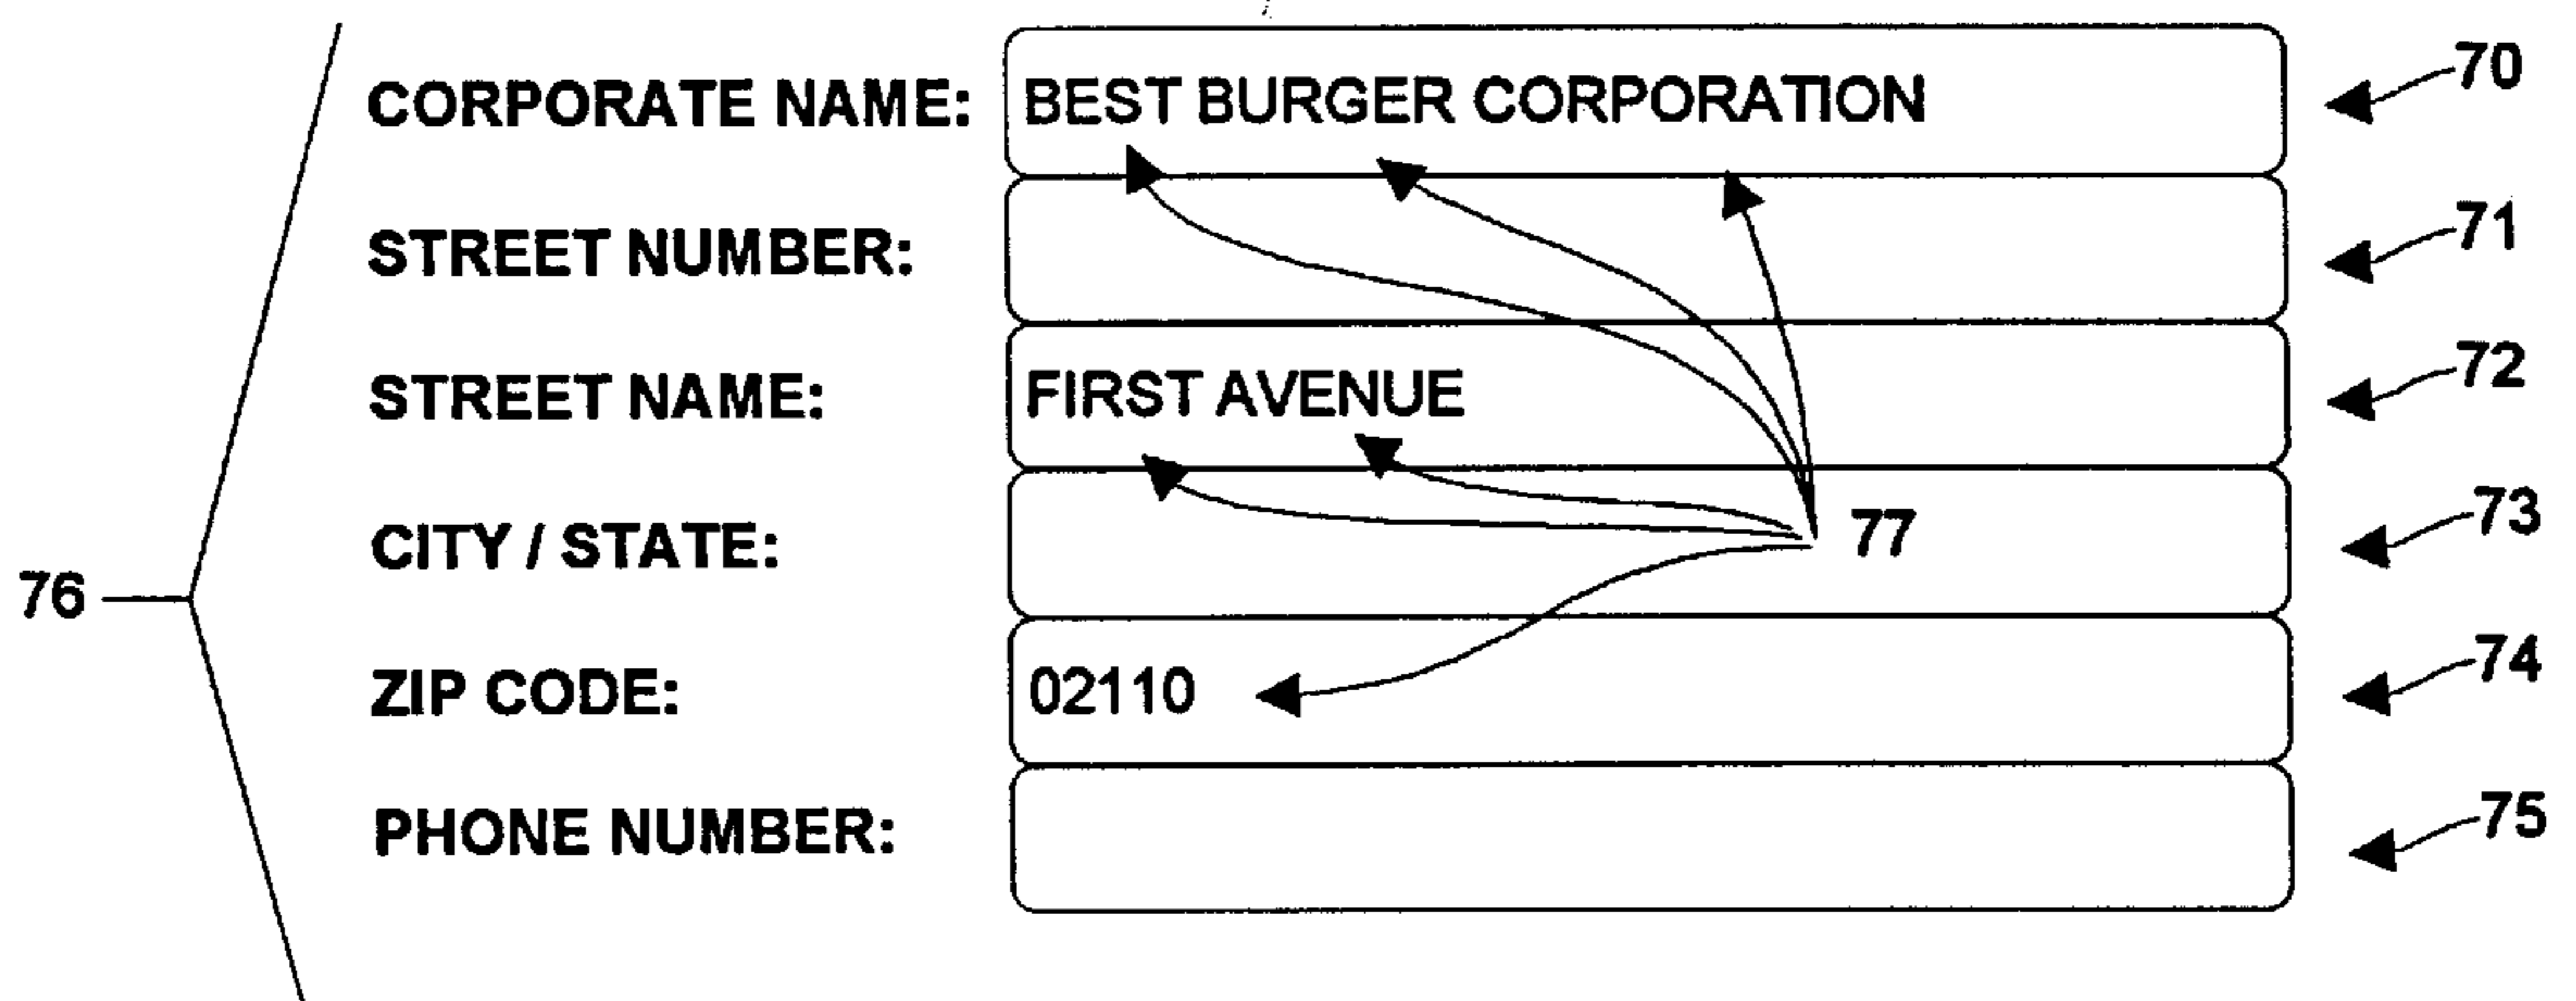 CORPORATE NAME: BEST BURGER CORPORATION 70
STREET NUMBER: 71
STREET NAME: FIRST AVENUE 72
CITY / STATE: 77 73
76
ZIP CODE: 02110 74
PHONE NUMBER: 75